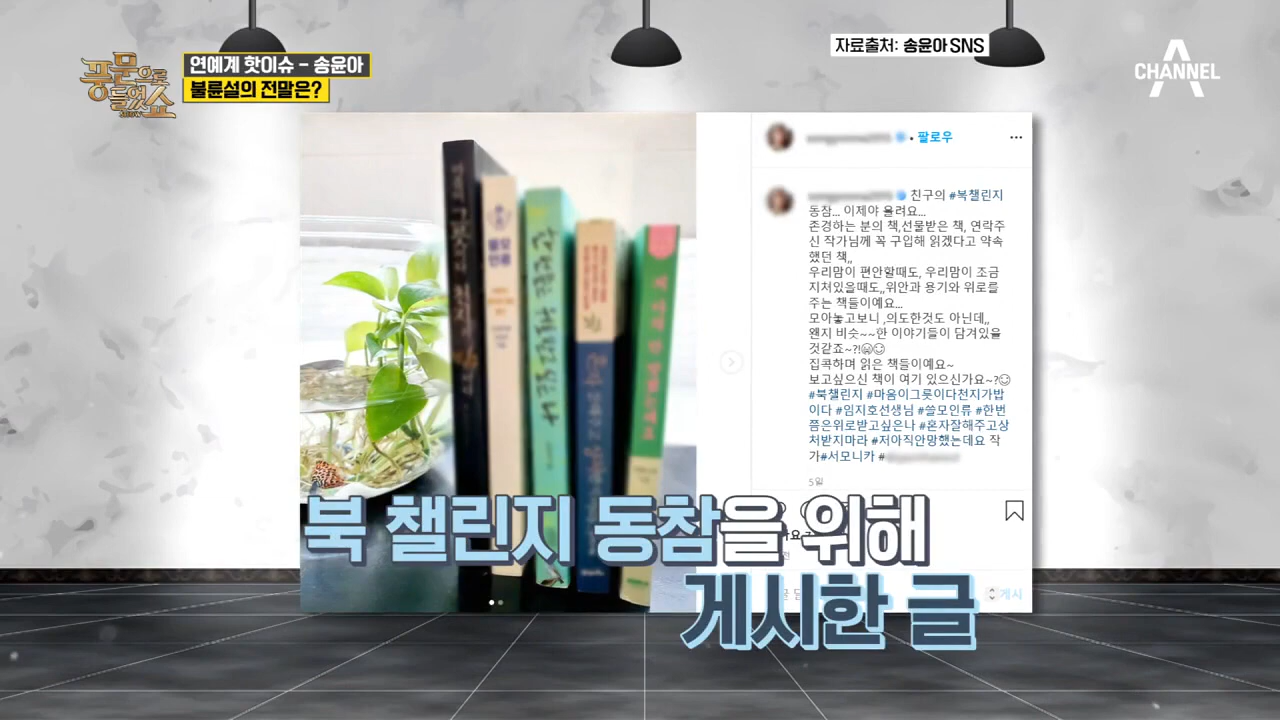 풍문으로
들었쇼
SHOW
연예계 핫이슈 - 송윤아
불륜설의 전말은?
자료출처: 송윤아 SNS
CHANNEL A
• 팔로우
친구의 #북챌린지
동참... 이제야 올려요...
존경하는 분의 책,선물받은 책, 연락주
신 작가님께 꼭 구입해 읽겠다고 약속
했던 책,,
우리맘이 편안할때도, 우리맘이 조금
지쳐있을때도,,위안과 용기와 위로를
주는 책들이예요...
모아놓고보니 ,의도한것도 아닌데,,
왠지 비슷~~한 이야기들이 담겨있을
것같죠~?!😬😊
집콕하며 읽은 책들이예요~
보고싶으신 책이 여기 있으신가요~?😊
#북챌린지 #마음이그릇이다천지가밥
이다 #임지호선생님 #쓸모인류 #한번
쯤은위로받고싶은나 #혼자잘해주고상
처받지마라 #저아직안망했는데요 작
가#서모니카 #
5일
북 챌린지 동참을 위해
게시한 글
게시